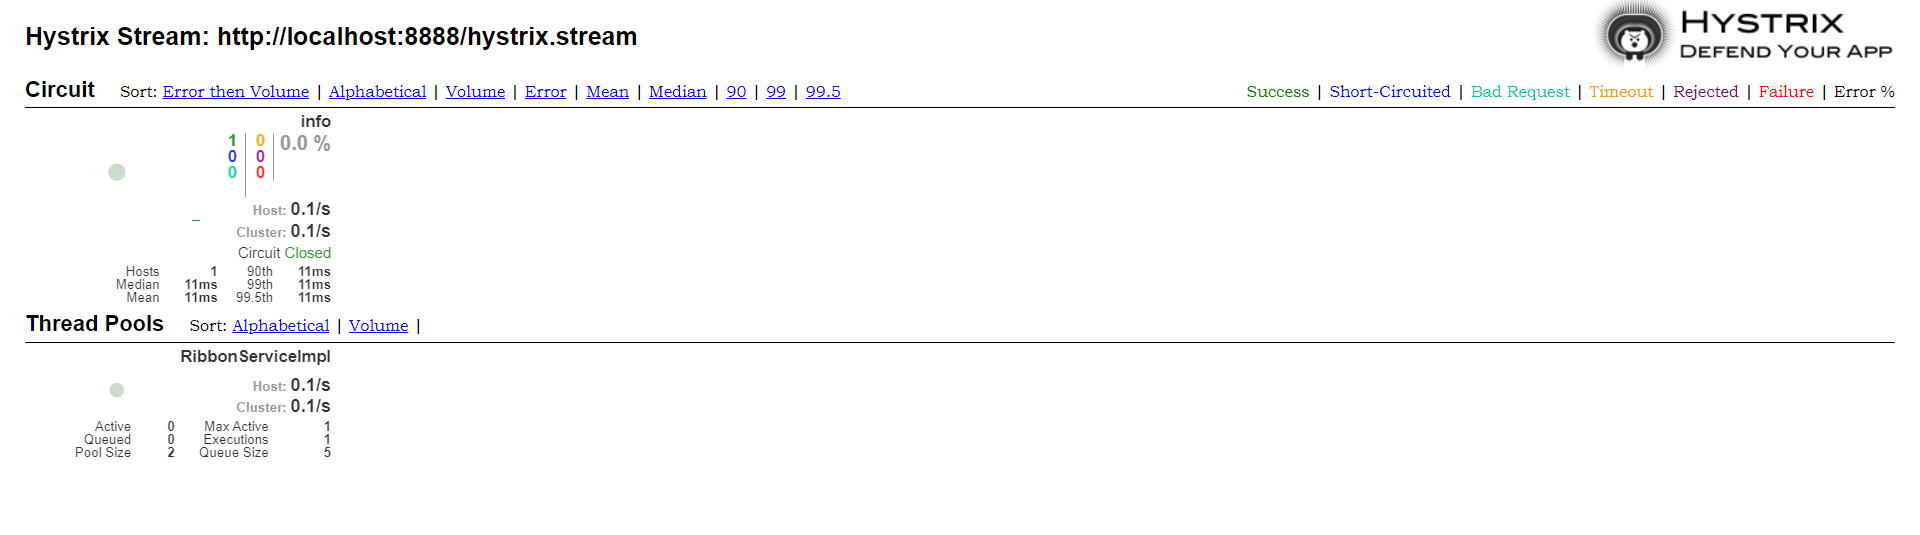 Hystrix Stream: http://localhost:8888/hystrix.stream
HYSTRIX
DEFEND YOUR APP
Circuit Sort: Error then Volume | Alphabetical | Volume | Error | Mean | Median | 90 | 99 | 99.5
Success | Short-Circuited | Bad Request | Timeout | Rejected | Failure | Error %
info
1 0 0.0 %
0 0
0 0
Host: 0.1/s
Cluster: 0.1/s
Circuit Closed
Hosts 1 90th 11ms
Median 11ms 99th 11ms
Mean 11ms 99.5th 11ms
Thread Pools Sort: Alphabetical | Volume |
RibbonServiceImpl
Host: 0.1/s
Cluster: 0.1/s
Active 0 Max Active 1
Queued 0 Executions 1
Pool Size 2 Queue Size 5